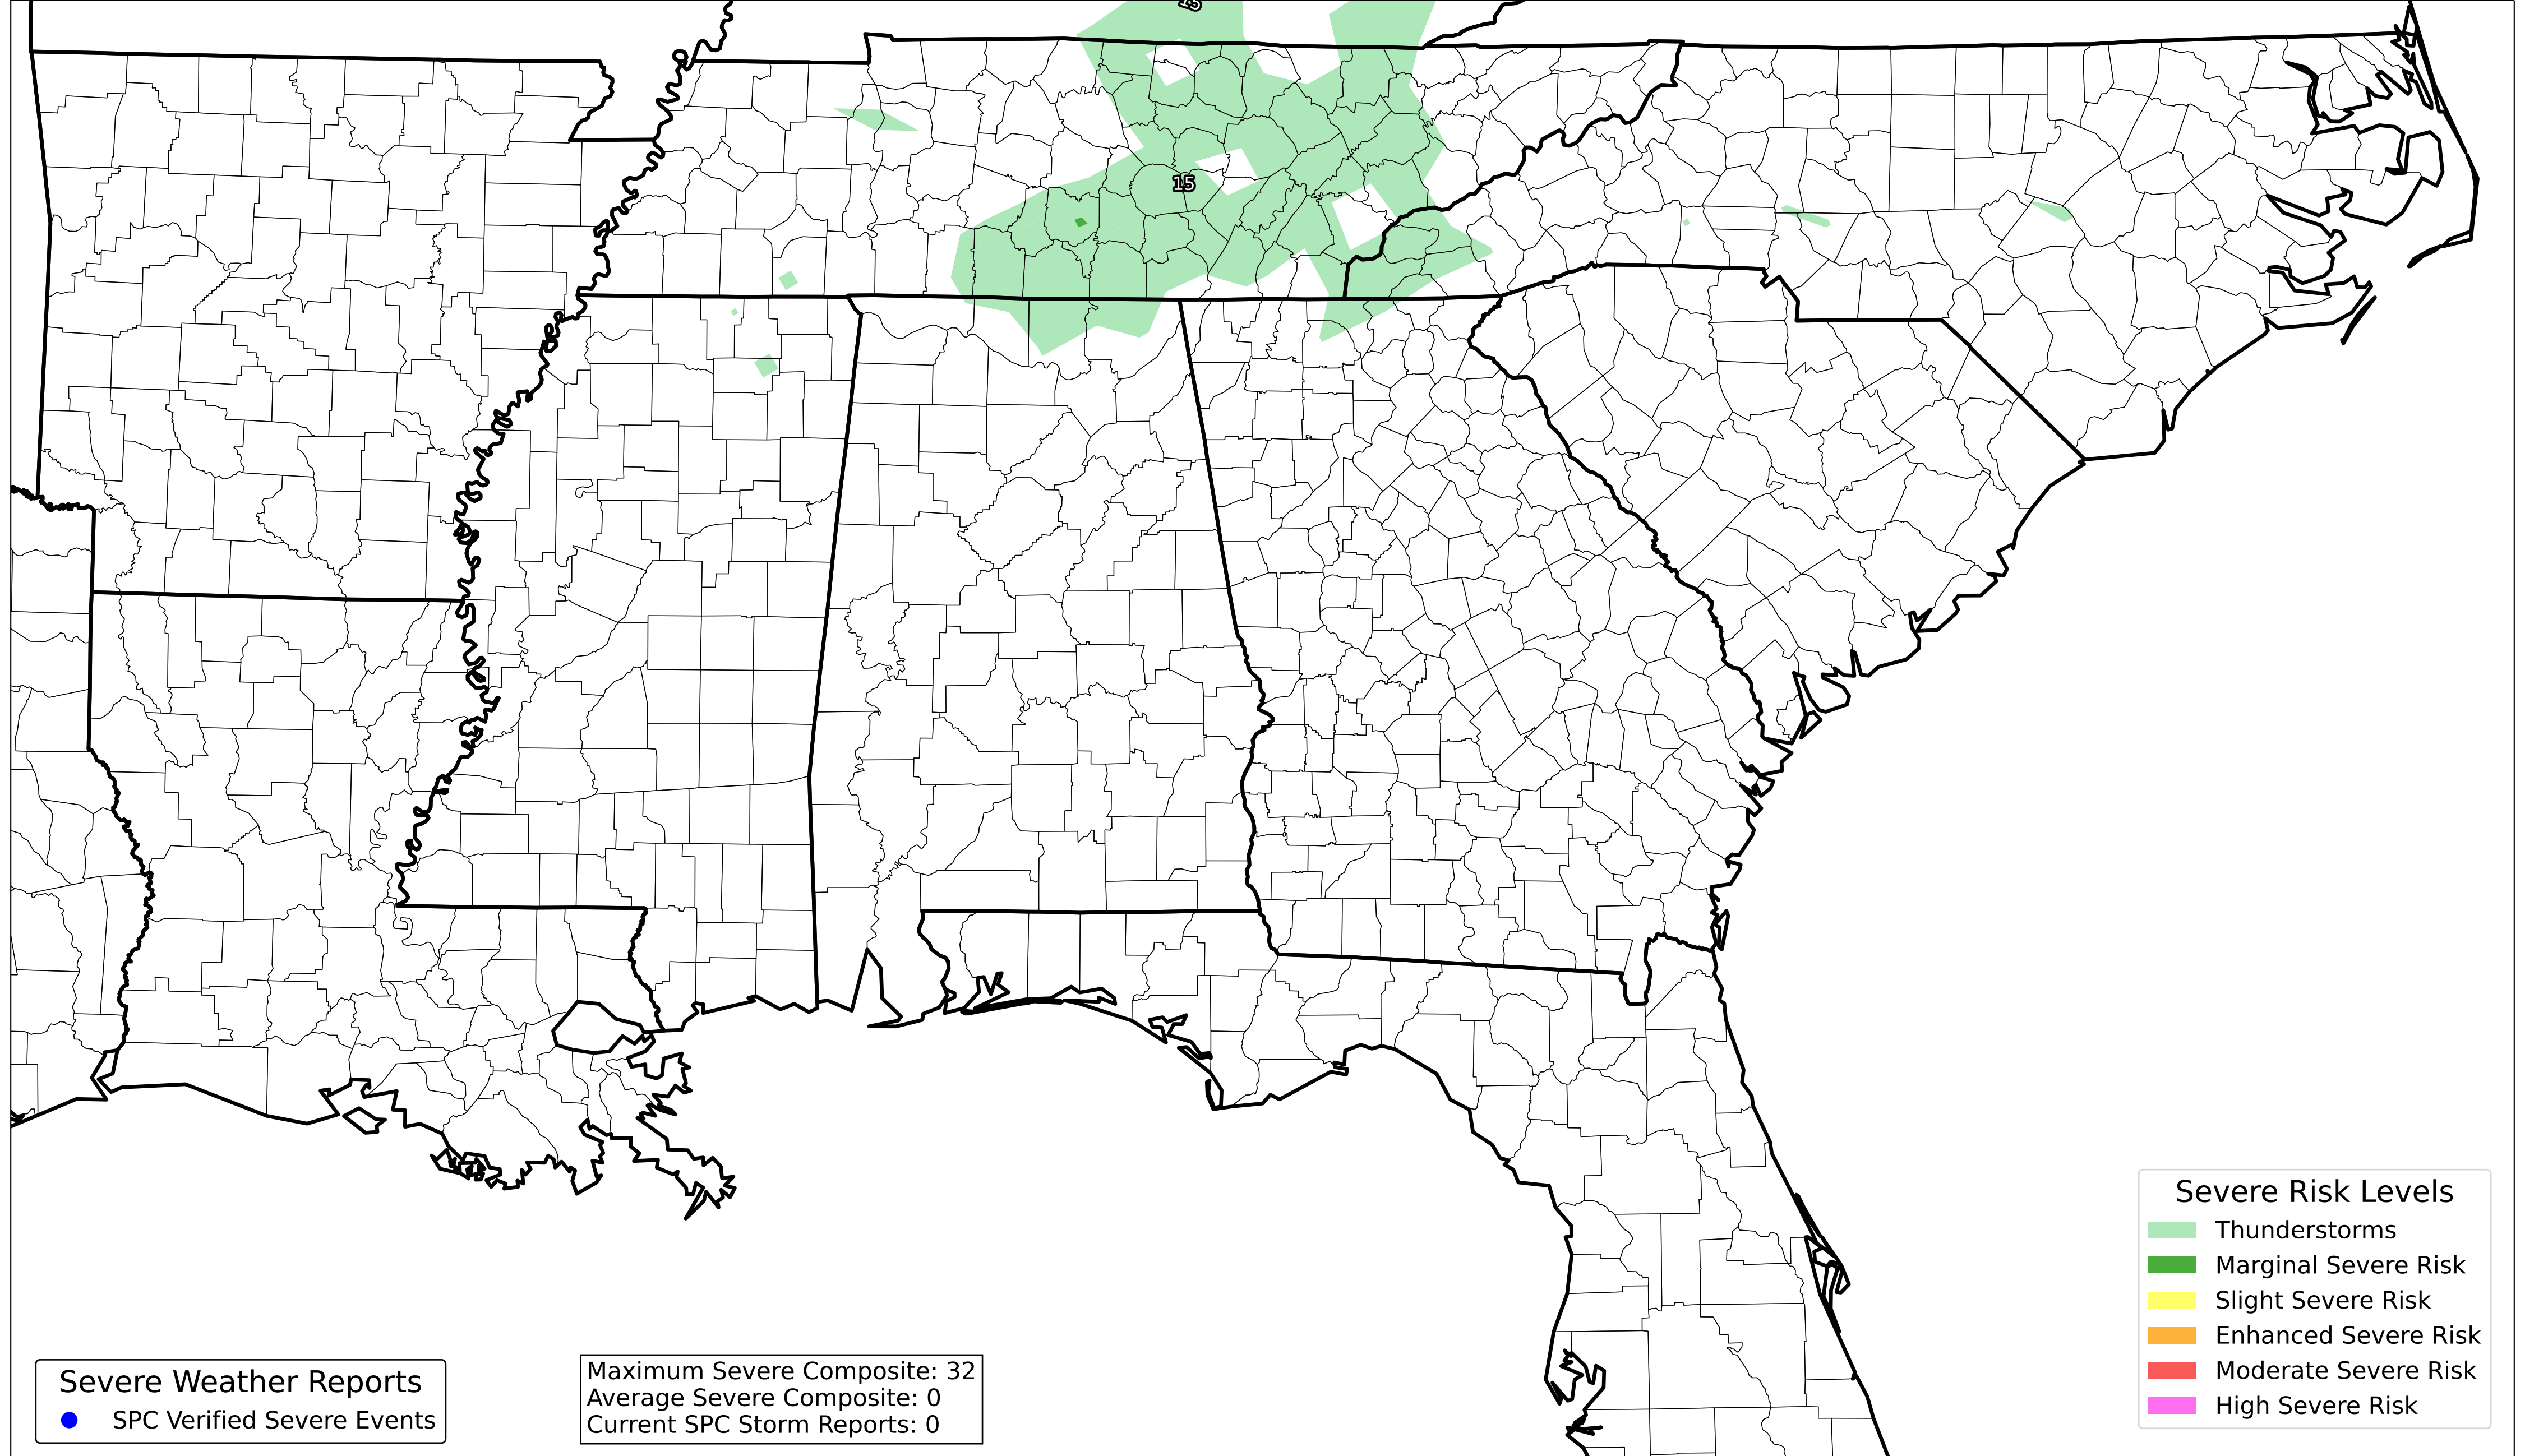 15
15
Severe Risk Levels
Thunderstorms
Marginal Severe Risk
Slight Severe Risk
Enhanced Severe Risk
Moderate Severe Risk
High Severe Risk
Severe Weather Reports
SPC Verified Severe Events
Maximum Severe Composite: 32
Average Severe Composite: 0
Current SPC Storm Reports: 0